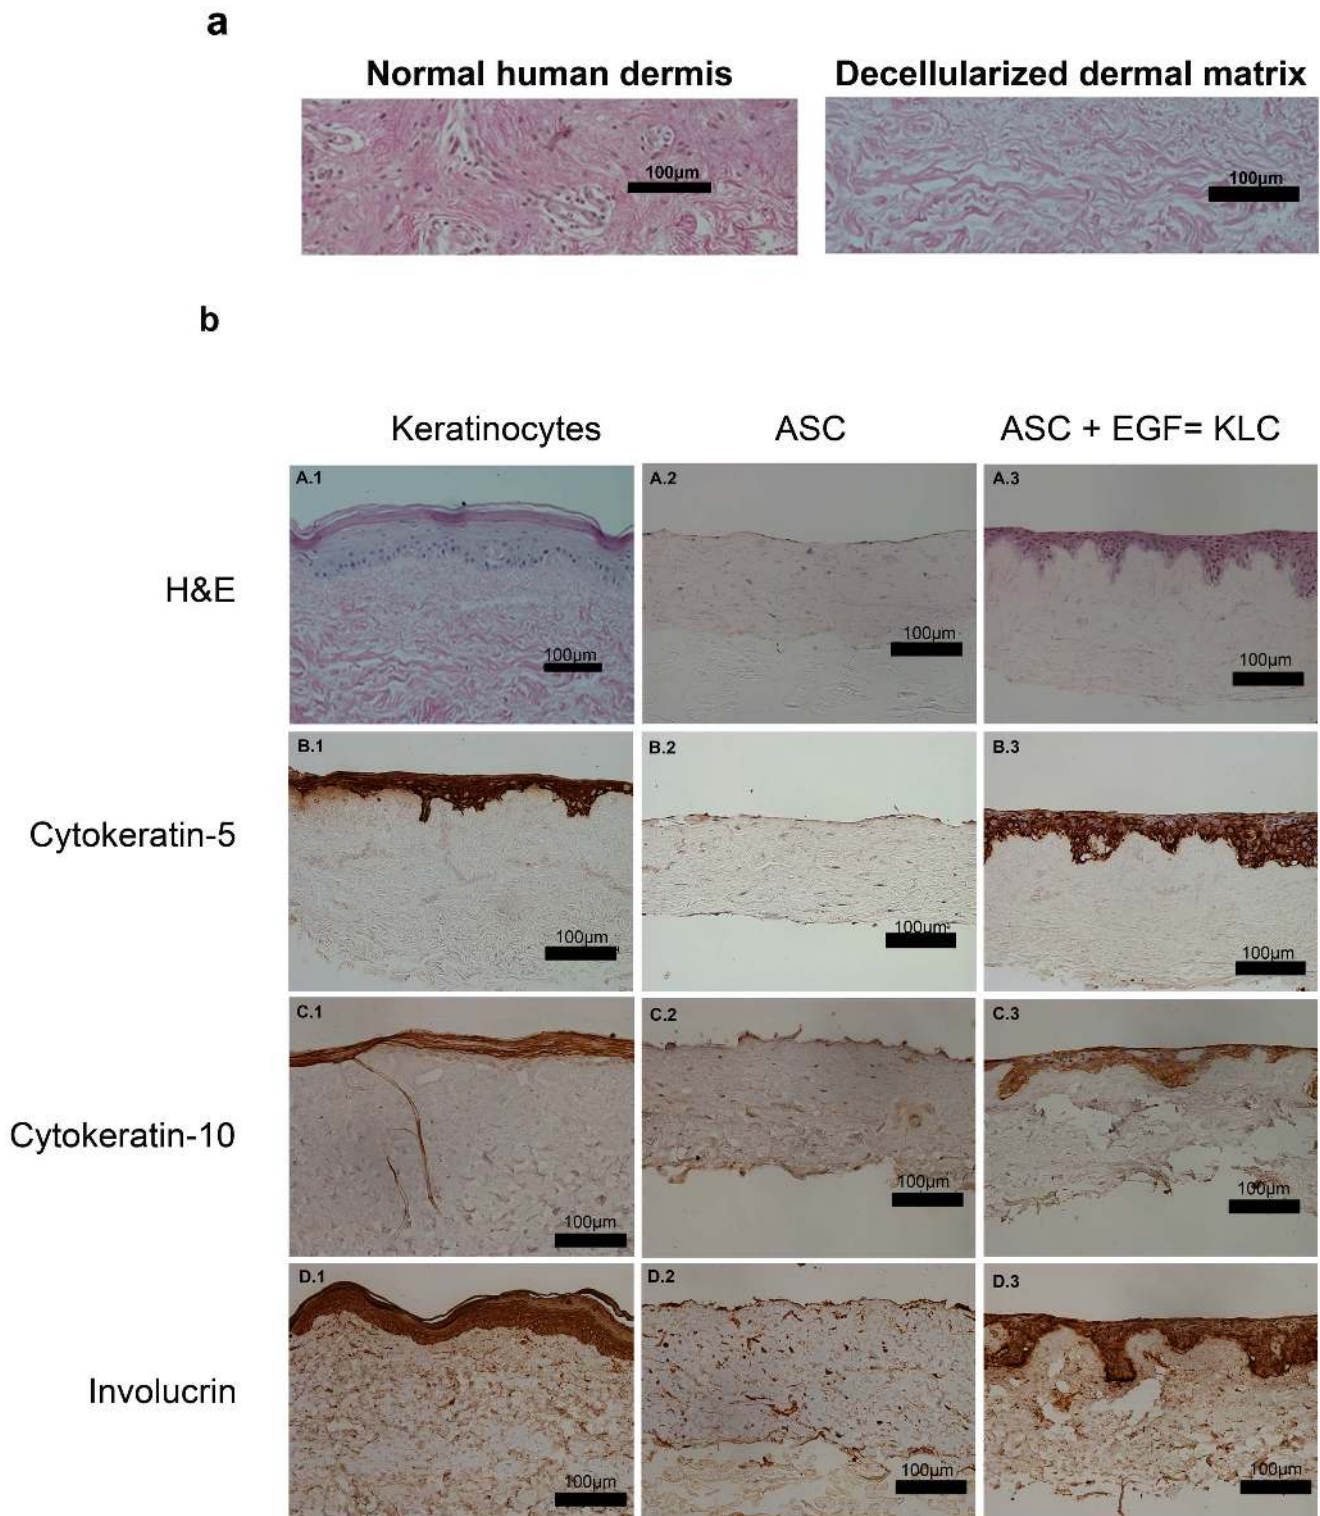 a
Normal human dermis
Decellularized dermal matrix
100µm
100µm
b
Keratinocytes
ASC
ASC + EGF= KLC
H&E
A.1
100µm
A.2
100µm
A.3
100µm
Cytokeratin-5
B.1
100µm
B.2
100µm
B.3
100µm
Cytokeratin-10
C.1
100µm
C.2
100µm
C.3
100µm
Involucrin
D.1
100µm
D.2
100µm
D.3
100µm